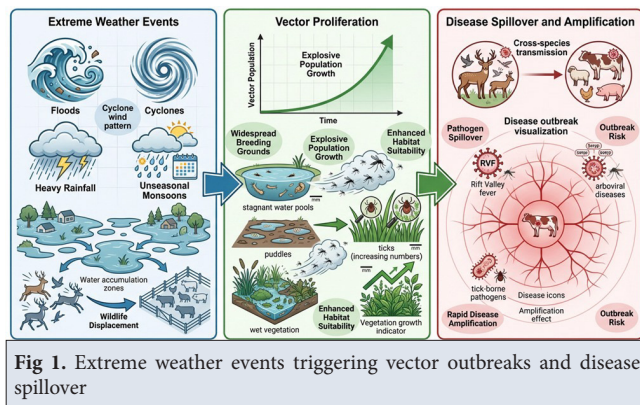 Extreme Weather Events
Floods
Cyclone
wind
pattern
Cyclones
Heavy Rainfall
Unseasonal
Monsoons
Water accumulation
zones
Wildlife
Displacement
Vector Proliferation
Vector Population
Explosive
Population
Growth
Time
Widespread
Breeding
Grounds
Explosive
Population Growth
Enhanced
Habitat
Suitability
stagnant water pools
mm
puddles
ticks
(increasing numbers)
mm
mm
wet vegetation
Enhanced
Habitat
Suitability
Vegetation growth
indicator
Disease Spillover and Amplification
Cross-species
transmission
Disease outbreak
visualization
Pathogen
Spillover
Outbreak
Risk
RVF
Rift Valley
fever
arboviral
diseases
tick-borne
pathogens
Disease icons
Amplification
effect
Rapid Disease
Amplification
Outbreak
Risk
Fig 1. Extreme weather events triggering vector outbreaks and disease
spillover